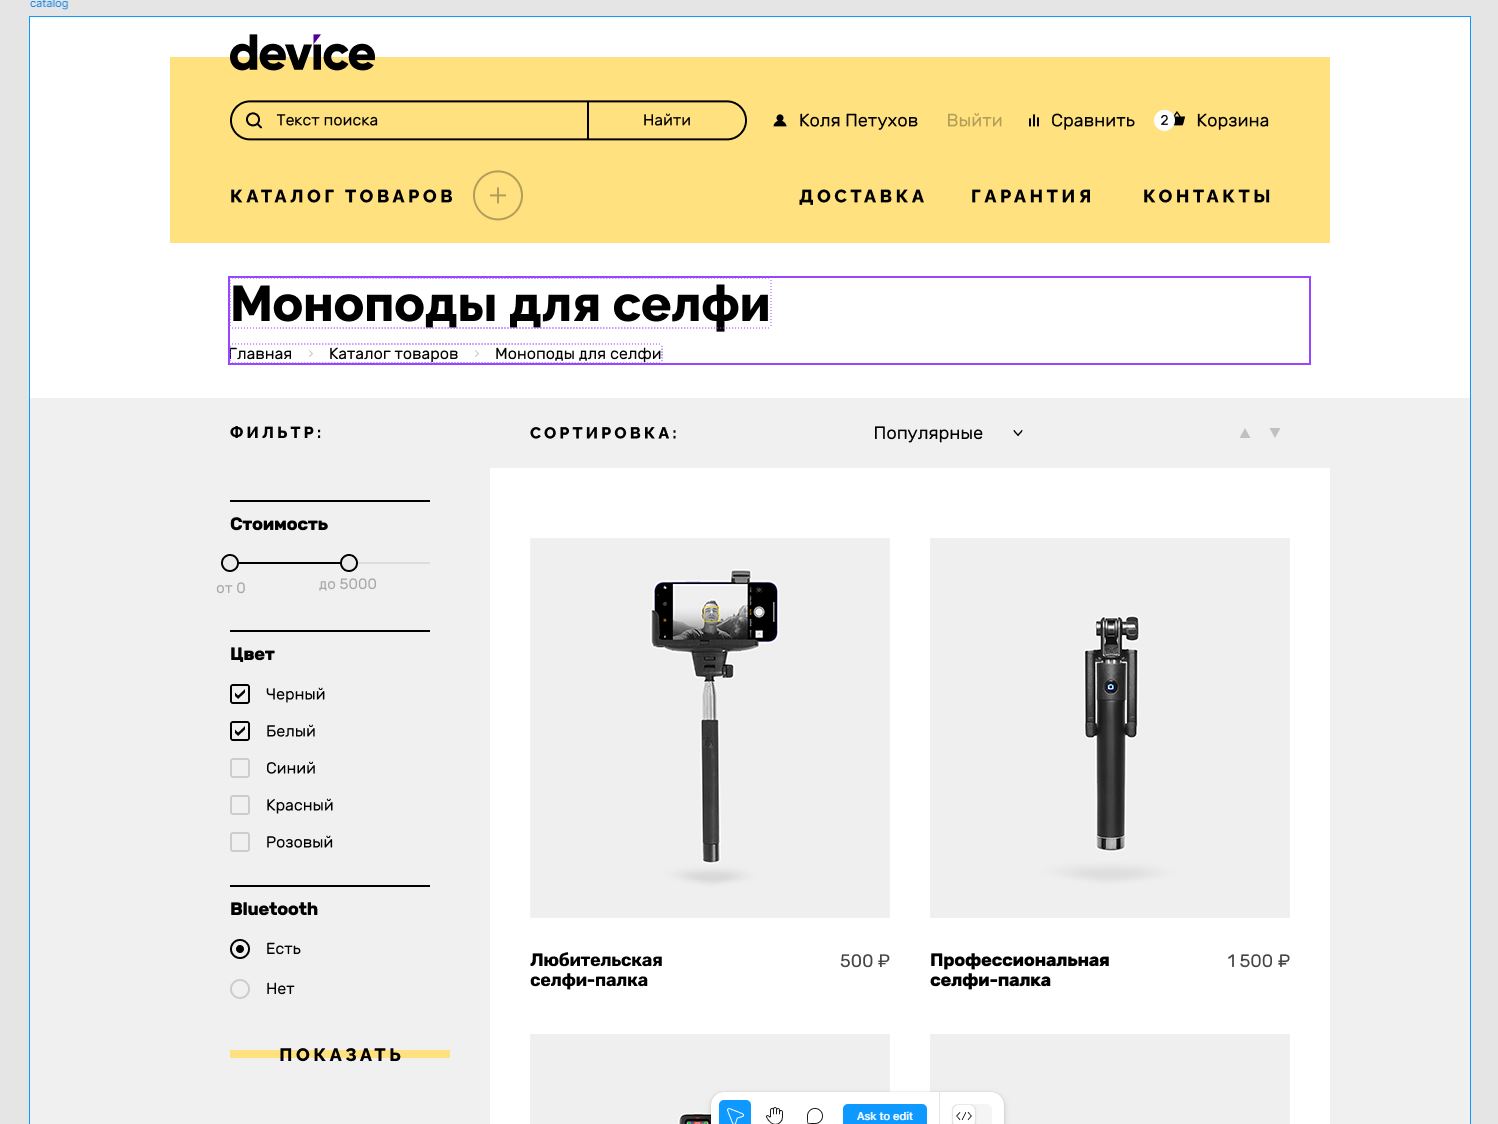 catalog
device
Текст поиска Найти Коля Петухов Выйти Сравнить 2 Корзина
КАТАЛОГ ТОВАРОВ ДОСТАВКА ГАРАНТИЯ КОНТАКТЫ
Моноподы для селфи
Главная Каталог товаров Моноподы для селфи
ФИЛЬТР: СОРТИРОВКА: Популярные
Стоимость
от 0 до 5000
Цвет
Черный
Белый
Синий
Красный
Розовый
Bluetooth
Есть
Нет
ПОКАЗАТЬ
Любительская 500 ₽
селфи-палка
Профессиональная 1 500 ₽
селфи-палка
Ask to edit